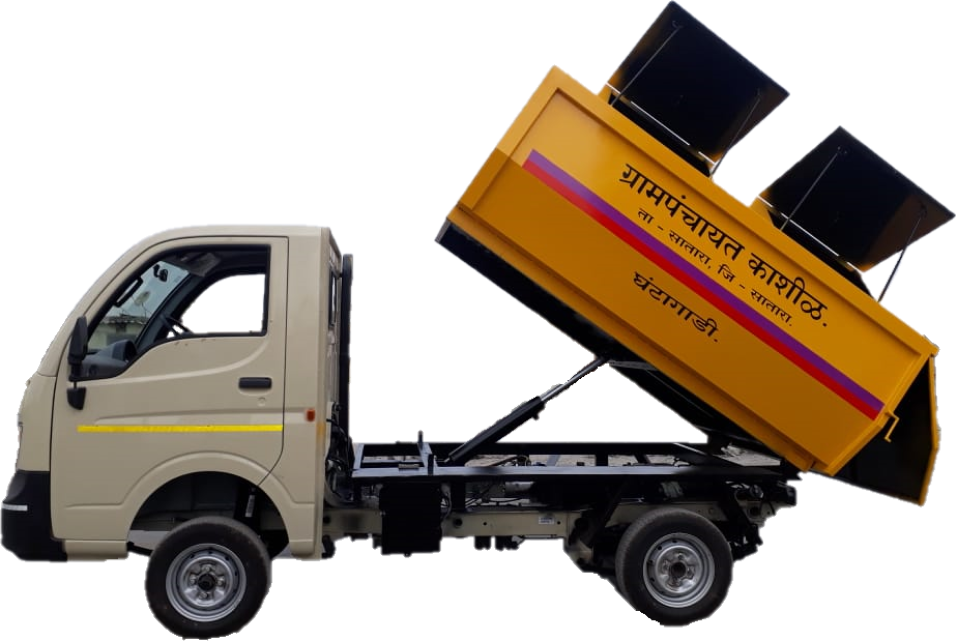 ग्रामपंचायत काशीळ.
ता - सातारा, जि - सातारा.
घंटागाडी.